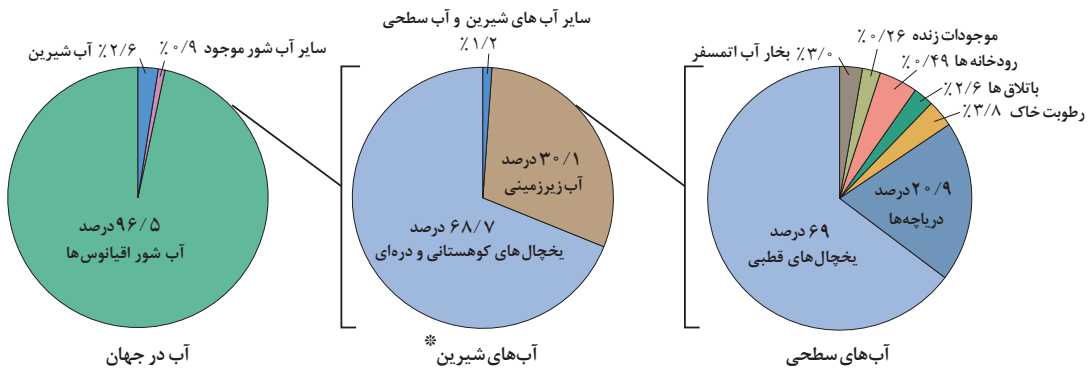 سایر آب شور موجود ٪۰/۹
٪۲/۶ آب شیرین
۹۶/۵ درصد
آب شور اقیانوس‌ها
آب در جهان
سایر آب های شیرین و آب سطحی
٪۱/۲
۳۰/۱ درصد
آب زیرزمینی
۶۸/۷ درصد
یخچال‌های کوهستانی و دره‌ای
آب‌های شیرین*
موجودات زنده ٪۰/۲۶
٪۳/۰ بخار آب اتمسفر
رودخانه ها ٪۰/۴۹
باتلاق ها ٪۲/۶
رطوبت خاک ٪۳/۸
۲۰/۹ درصد
دریاچه‌ها
۶۹ درصد
یخچال‌های قطبی
آب‌های سطحی